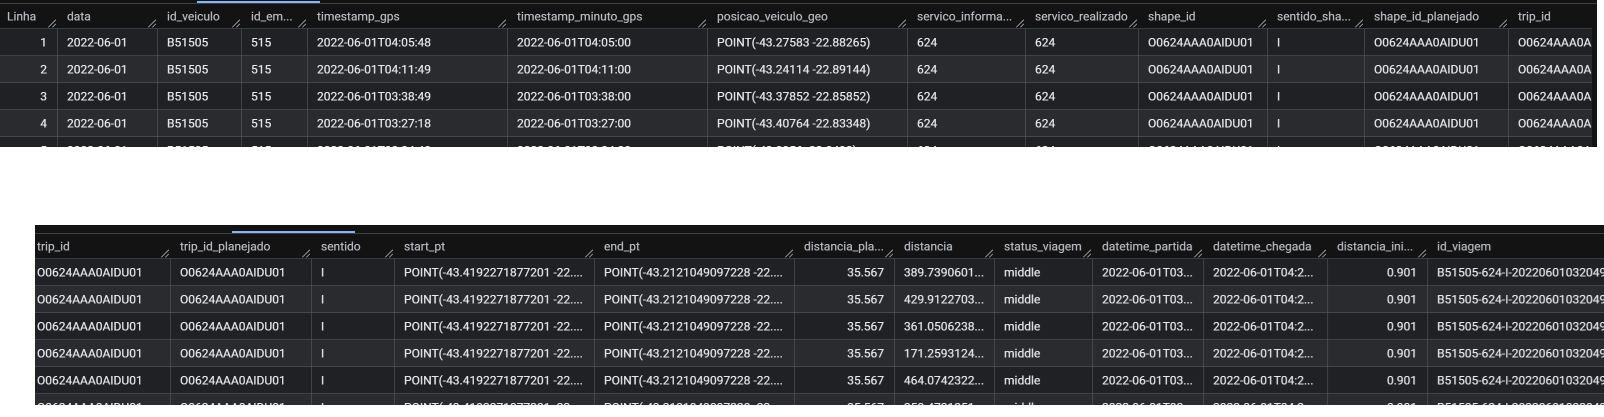 Linha data id_veiculo id_em... timestamp_gps timestamp_minuto_gps posicao_veiculo_geo servico_informa... servico_realizado shape_id sentido_sha... shape_id_planejado trip_id
1 2022-06-01 B51505 515 2022-06-01T04:05:48 2022-06-01T04:05:00 POINT(-43.27583 -22.88265) 624 624 O0624AAA0AIDU01 I O0624AAA0AIDU01 O0624AAA0A
2 2022-06-01 B51505 515 2022-06-01T04:11:49 2022-06-01T04:11:00 POINT(-43.24114 -22.89144) 624 624 O0624AAA0AIDU01 I O0624AAA0AIDU01 O0624AAA0A
3 2022-06-01 B51505 515 2022-06-01T03:38:49 2022-06-01T03:38:00 POINT(-43.37852 -22.85852) 624 624 O0624AAA0AIDU01 I O0624AAA0AIDU01 O0624AAA0A
4 2022-06-01 B51505 515 2022-06-01T03:27:18 2022-06-01T03:27:00 POINT(-43.40764 -22.83348) 624 624 O0624AAA0AIDU01 I O0624AAA0AIDU01 O0624AAA0A
trip_id trip_id_planejado sentido start_pt end_pt distancia_pla... distancia status_viagem datetime_partida datetime_chegada distancia_ini... id_viagem
O0624AAA0AIDU01 O0624AAA0AIDU01 I POINT(-43.4192271877201 -22.... POINT(-43.2121049097228 -22.... 35.567 389.7390601... middle 2022-06-01T03... 2022-06-01T04:2... 0.901 B51505-624-I-20220601032049
O0624AAA0AIDU01 O0624AAA0AIDU01 I POINT(-43.4192271877201 -22.... POINT(-43.2121049097228 -22.... 35.567 429.9122703... middle 2022-06-01T03... 2022-06-01T04:2... 0.901 B51505-624-I-20220601032049
O0624AAA0AIDU01 O0624AAA0AIDU01 I POINT(-43.4192271877201 -22.... POINT(-43.2121049097228 -22.... 35.567 361.0506238... middle 2022-06-01T03... 2022-06-01T04:2... 0.901 B51505-624-I-20220601032049
O0624AAA0AIDU01 O0624AAA0AIDU01 I POINT(-43.4192271877201 -22.... POINT(-43.2121049097228 -22.... 35.567 171.2593124... middle 2022-06-01T03... 2022-06-01T04:2... 0.901 B51505-624-I-20220601032049
O0624AAA0AIDU01 O0624AAA0AIDU01 I POINT(-43.4192271877201 -22.... POINT(-43.2121049097228 -22.... 35.567 464.0742322... middle 2022-06-01T03... 2022-06-01T04:2... 0.901 B51505-624-I-20220601032049